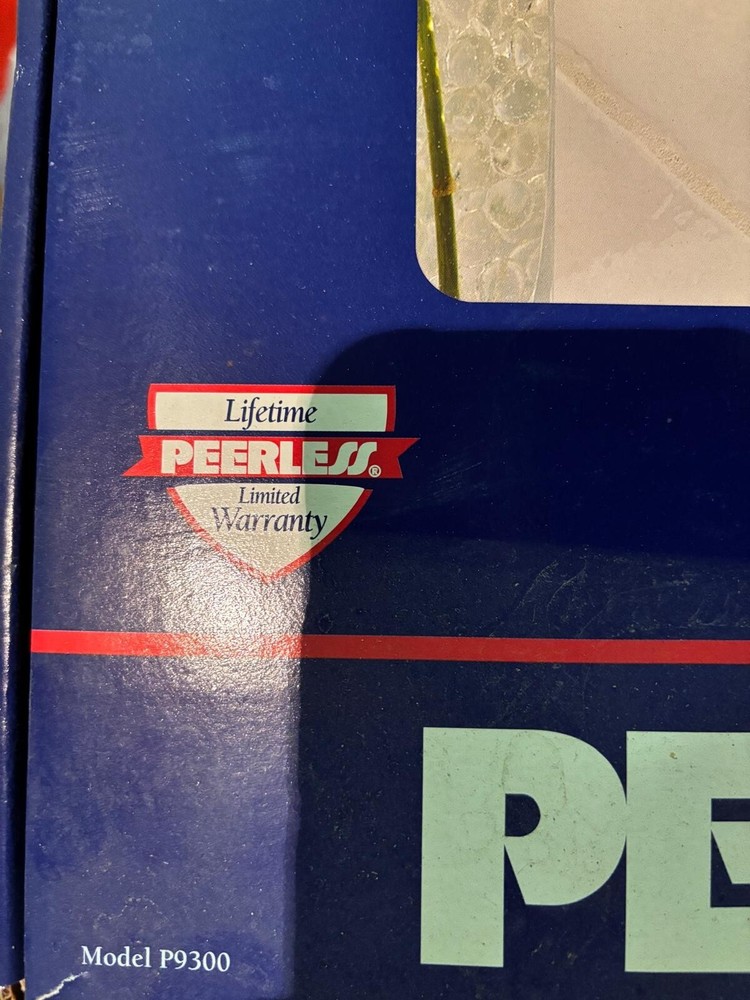 Lifetime
PEERLESS®
Limited
Warranty
PE
Model P9300